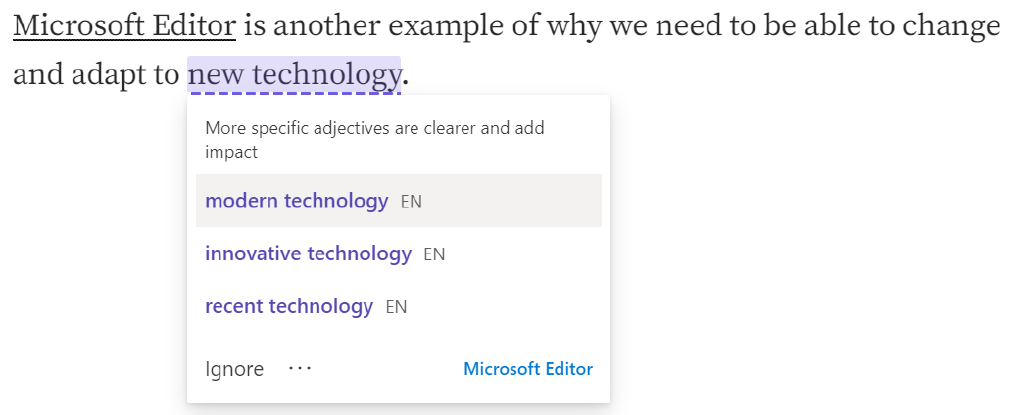 Microsoft Editor is another example of why we need to be able to change
and adapt to new technology.
More specific adjectives are clearer and add
impact
modern technology EN
innovative technology EN
recent technology EN
Ignore ··· Microsoft Editor